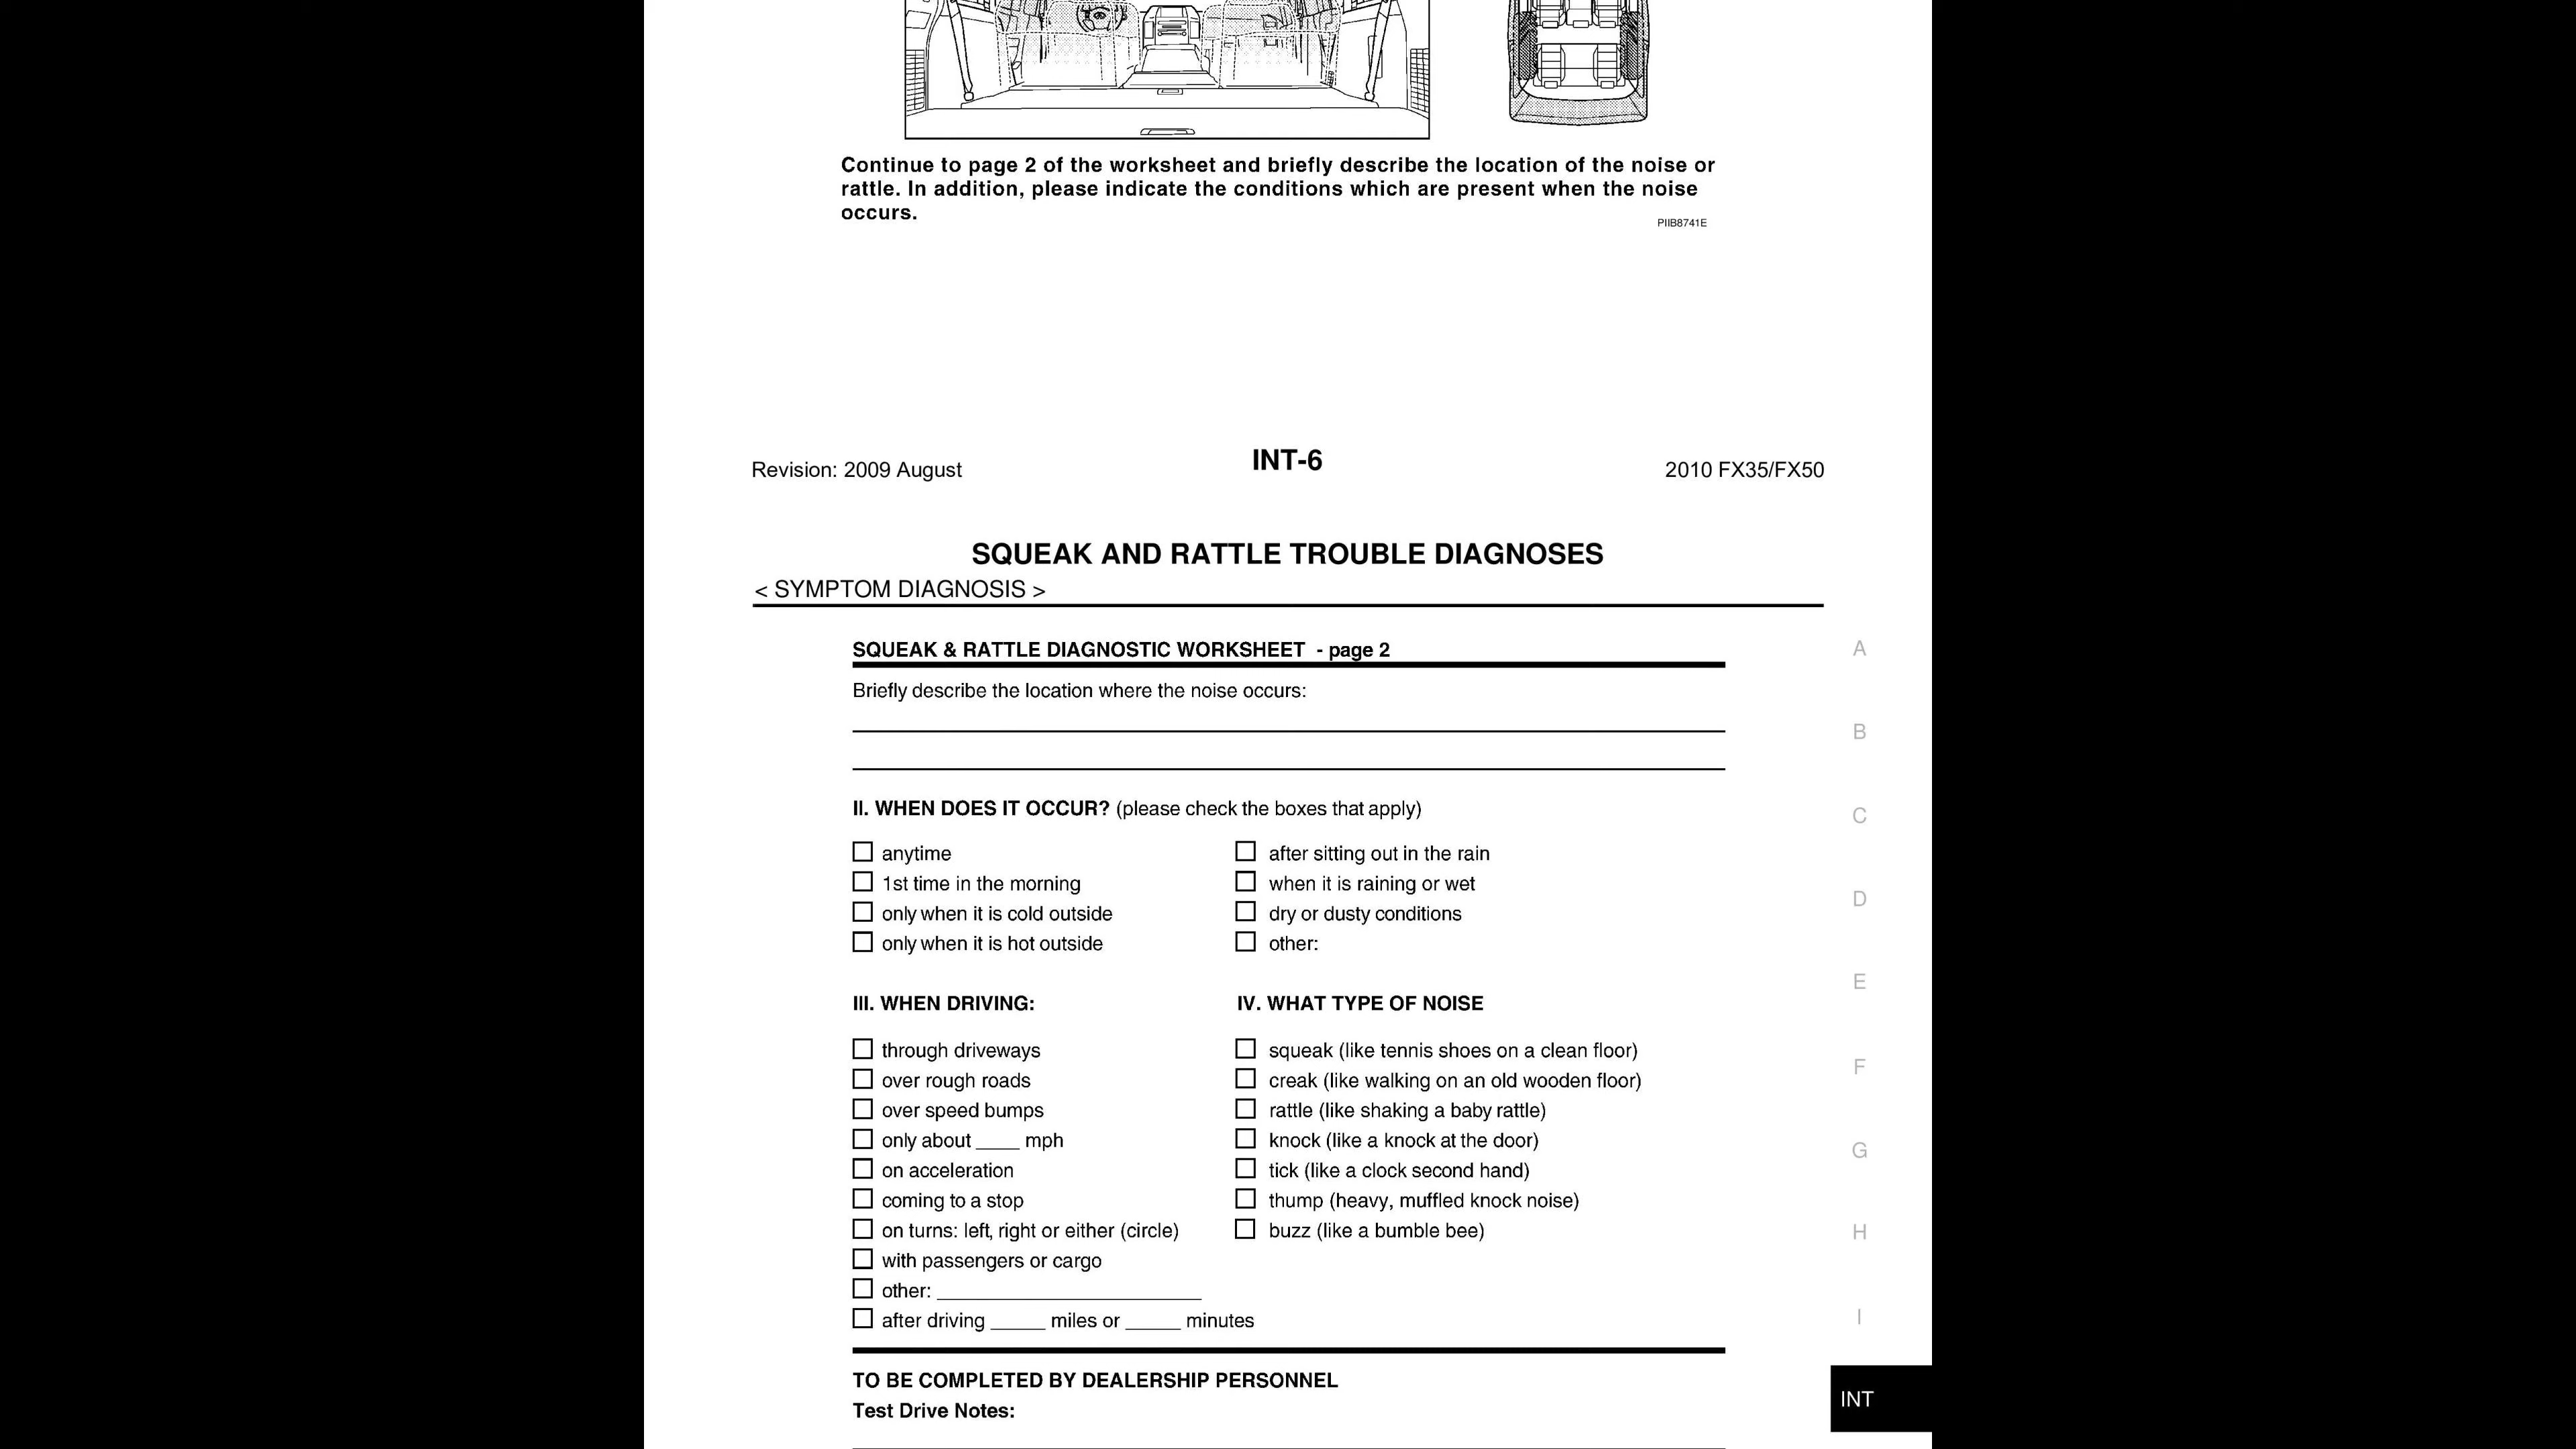 Continue to page 2 of the worksheet and briefly describe the location of the noise or
rattle. In addition, please indicate the conditions which are present when the noise
occurs.
PIIB8741E
Revision: 2009 August
INT-6
2010 FX35/FX50
SQUEAK AND RATTLE TROUBLE DIAGNOSES
< SYMPTOM DIAGNOSIS >
SQUEAK & RATTLE DIAGNOSTIC WORKSHEET - page 2
A
Briefly describe the location where the noise occurs:
B
II. WHEN DOES IT OCCUR? (please check the boxes that apply)
C
anytime
1st time in the morning
only when it is cold outside
only when it is hot outside
after sitting out in the rain
when it is raining or wet
dry or dusty conditions
other:
D
E
III. WHEN DRIVING:
through driveways
over rough roads
over speed bumps
only about ____ mph
on acceleration
coming to a stop
on turns: left, right or either (circle)
with passengers or cargo
other: ________________________
after driving _____ miles or _____ minutes
IV. WHAT TYPE OF NOISE
squeak (like tennis shoes on a clean floor)
creak (like walking on an old wooden floor)
rattle (like shaking a baby rattle)
knock (like a knock at the door)
tick (like a clock second hand)
thump (heavy, muffled knock noise)
buzz (like a bumble bee)
F
G
H
I
TO BE COMPLETED BY DEALERSHIP PERSONNEL
Test Drive Notes:
INT